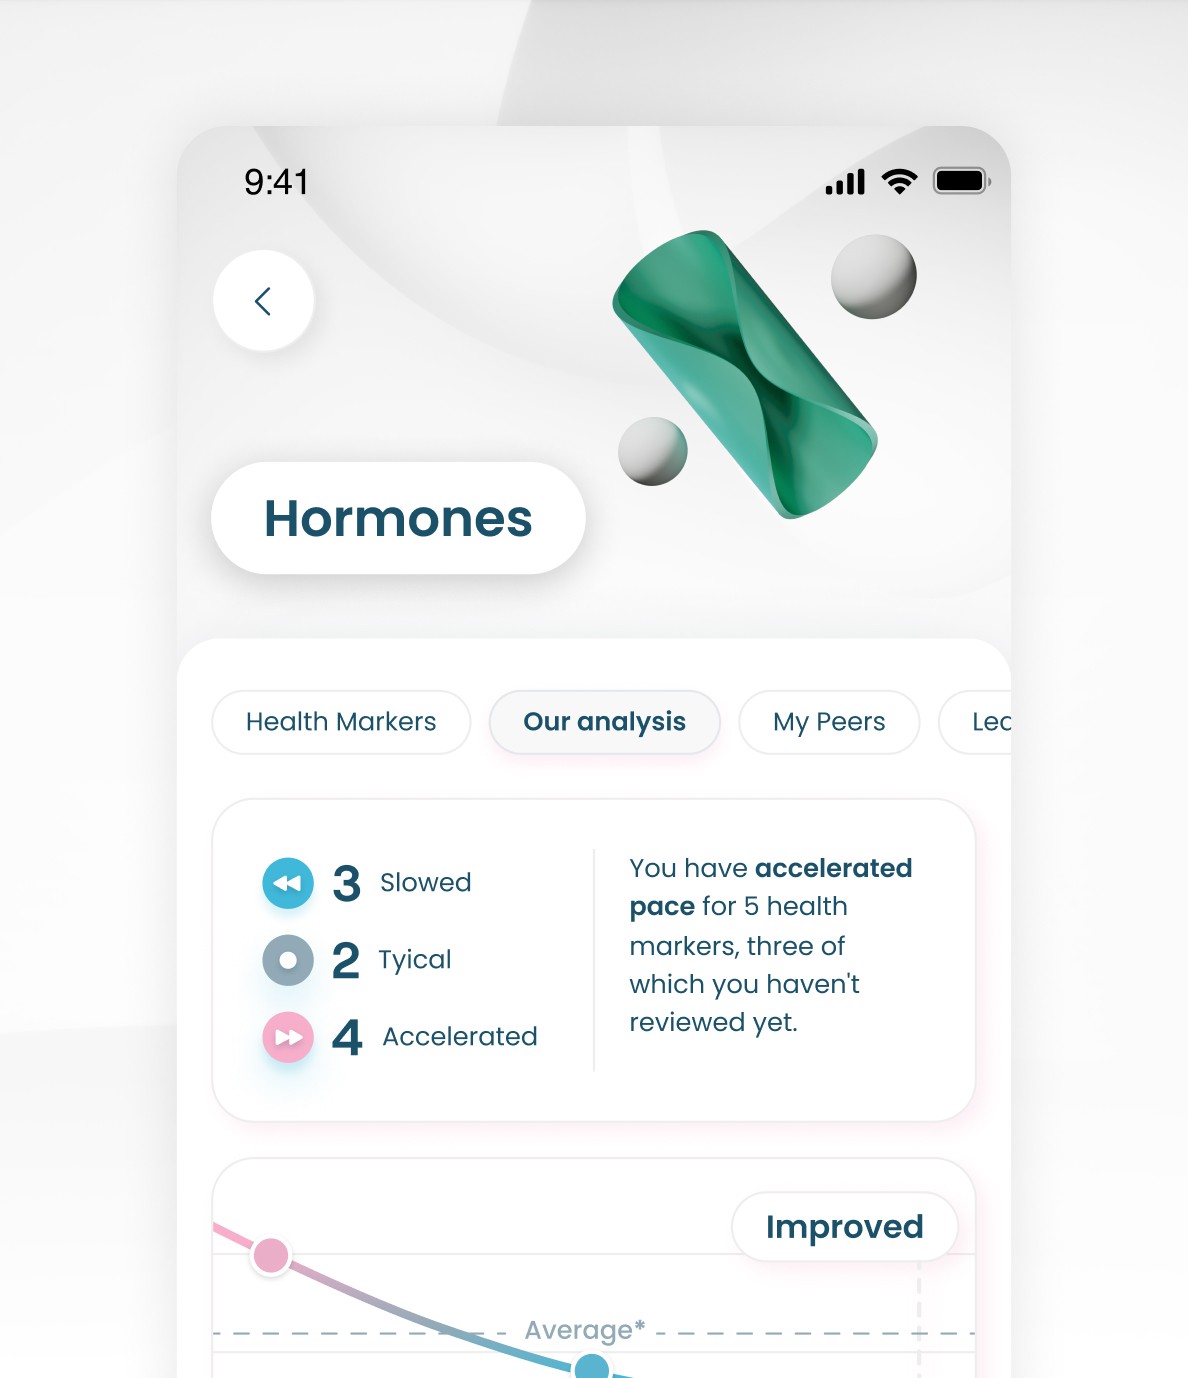 9:41
Hormones
Health Markers
Our analysis
My Peers
3 Slowed
2 Tyical
4 Accelerated
You have accelerated
pace for 5 health
markers, three of
which you haven't
reviewed yet.
Improved
Average*